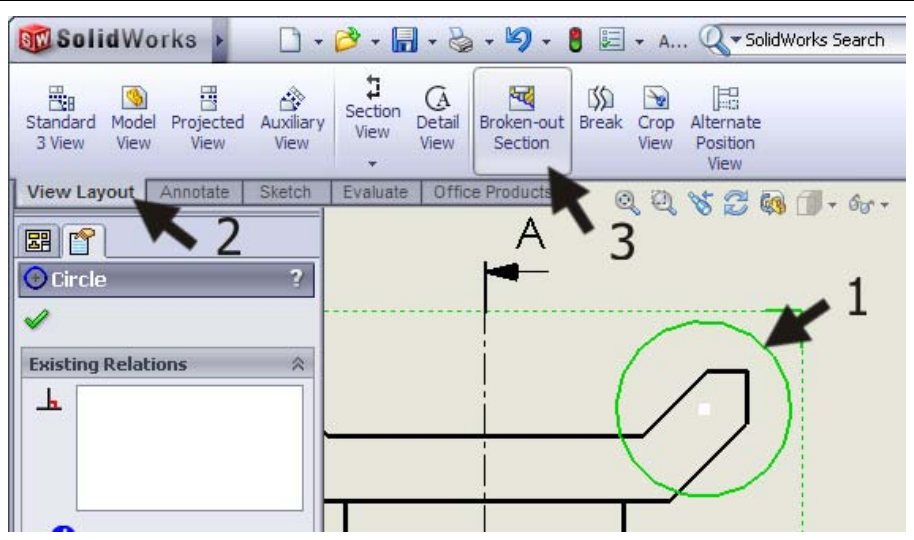 SolidWorks A... SolidWorks Search
Standard 3 View
Model View
Projected View
Auxiliary View
Section View
Detail View
Broken-out Section
Break
Crop View
Alternate Position View
View Layout Annotate Sketch Evaluate Office Products
2
3
A
1
Circle ?
Existing Relations